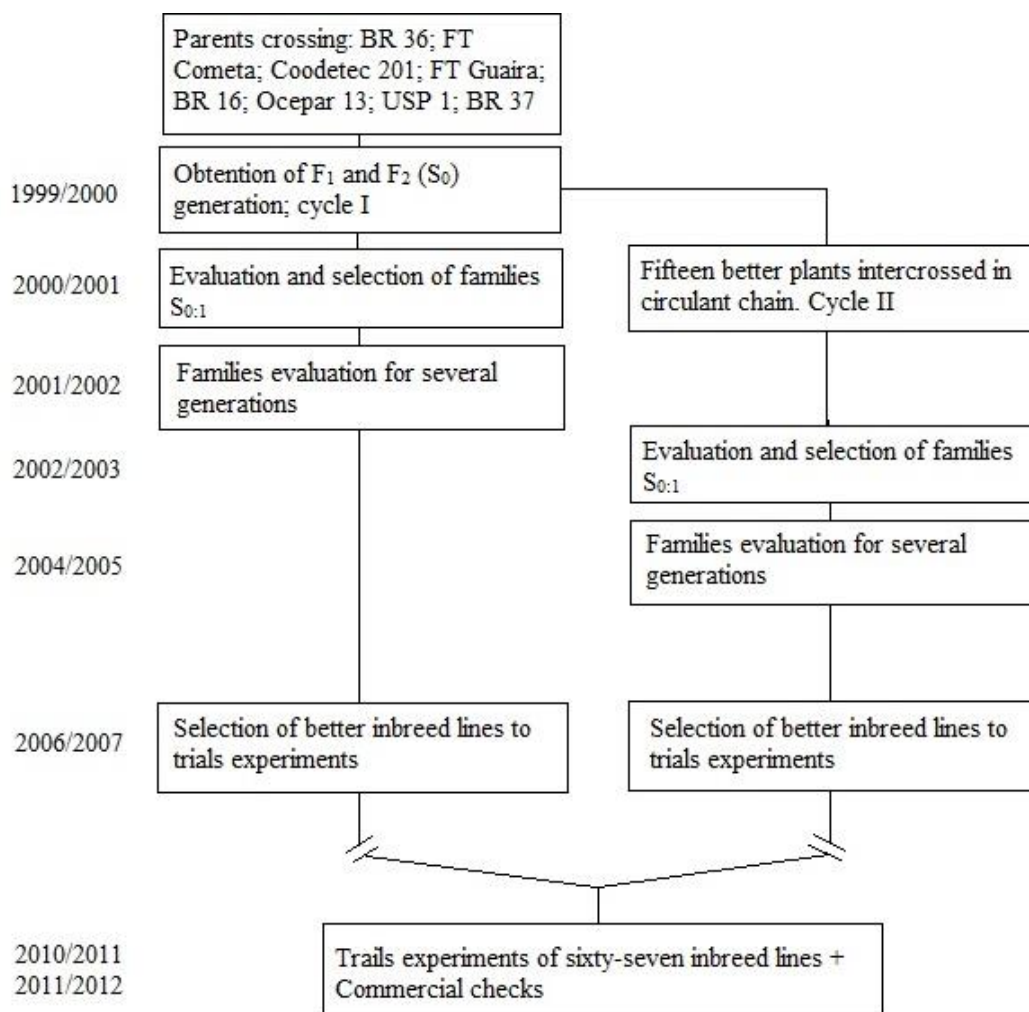 Parents crossing: BR 36; FT
Cometa; Coodetec 201; FT Guaira;
BR 16; Ocepar 13; USP 1; BR 37
1999/2000
Obtention of F₁ and F₂ (S₀)
generation; cycle I
2000/2001
Evaluation and selection of families
S₀:₁
Fifteen better plants intercrossed in
circulant chain. Cycle II
2001/2002
Families evaluation for several
generations
2002/2003
Evaluation and selection of families
S₀:₁
2004/2005
Families evaluation for several
generations
2006/2007
Selection of better inbreed lines to
trials experiments
Selection of better inbreed lines to
trials experiments
2010/2011
2011/2012
Trails experiments of sixty-seven inbreed lines +
Commercial checks